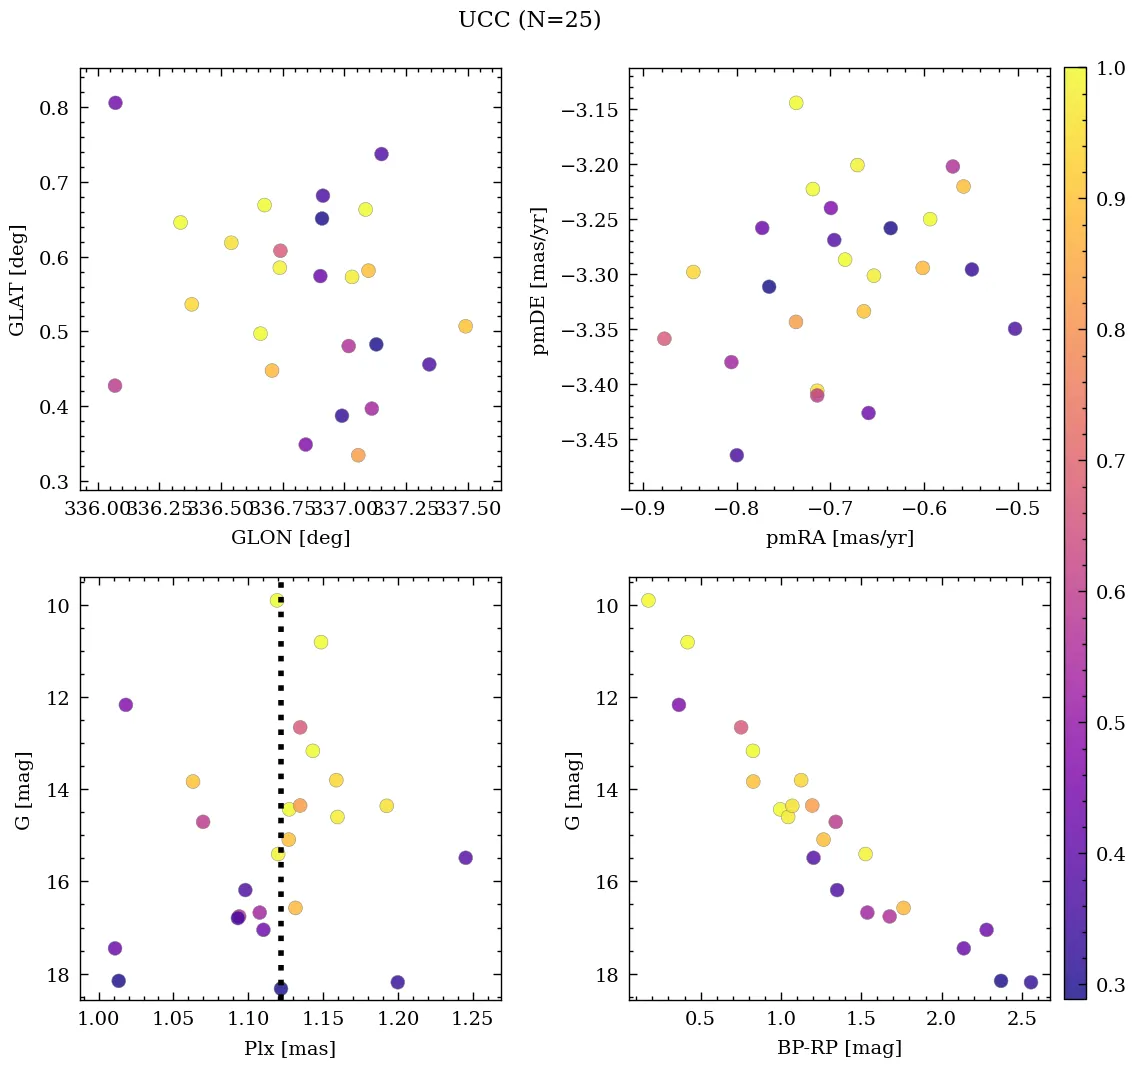 UCC (N=25)
0.8
0.7
0.6
0.5
0.4
0.3
GLAT [deg]
336.00 336.25 336.50 336.75 337.00 337.25 337.50
GLON [deg]
−3.15
−3.20
−3.25
−3.30
−3.35
−3.40
−3.45
pmDE [mas/yr]
−0.9 −0.8 −0.7 −0.6 −0.5
pmRA [mas/yr]
10
12
14
16
18
G [mag]
1.00 1.05 1.10 1.15 1.20 1.25
Plx [mas]
10
12
14
16
18
G [mag]
0.5 1.0 1.5 2.0 2.5
BP-RP [mag]
1.0
0.9
0.8
0.7
0.6
0.5
0.4
0.3